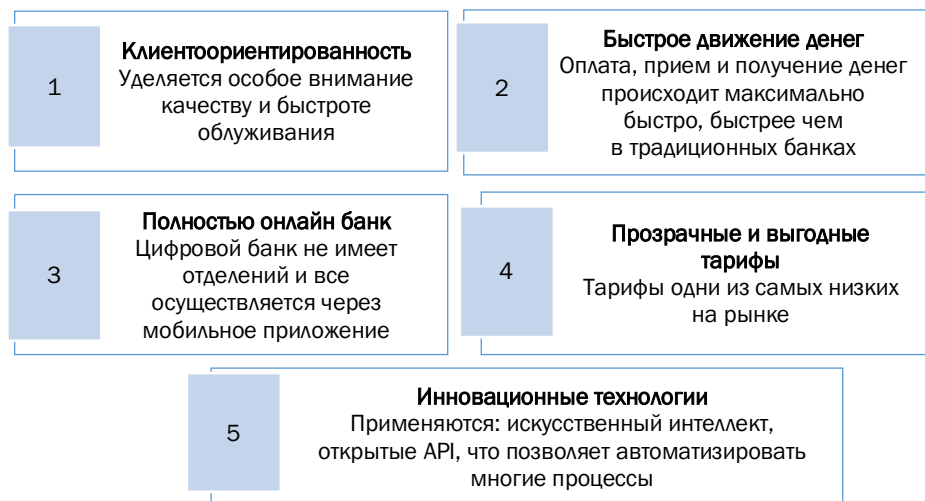 1
Клиентоориентированность
Уделяется особое внимание
качеству и быстроте
облуживания
2
Быстрое движение денег
Оплата, прием и получение денег
происходит максимально
быстро, быстрее чем
в традиционных банках
3
Полностью онлайн банк
Цифровой банк не имеет
отделений и все
осуществляется через
мобильное приложение
4
Прозрачные и выгодные
тарифы
Тарифы одни из самых низких
на рынке
5
Инновационные технологии
Применяются: искусственный интеллект,
открытые API, что позволяет автоматизировать
многие процессы